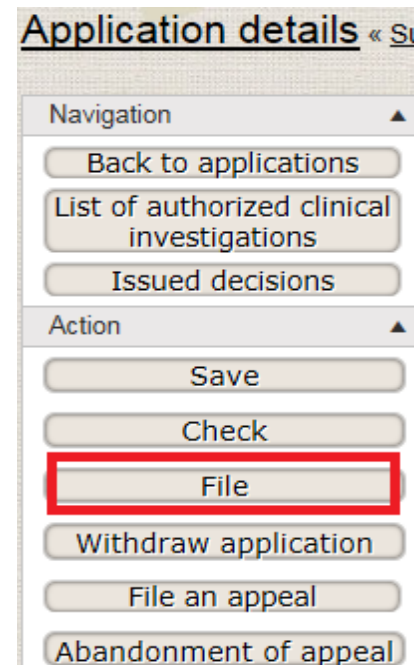 Application details «
Navigation
Back to applications
List of authorized clinical
investigations
Issued decisions
Action
Save
Check
File
Withdraw application
File an appeal
Abandonment of appeal